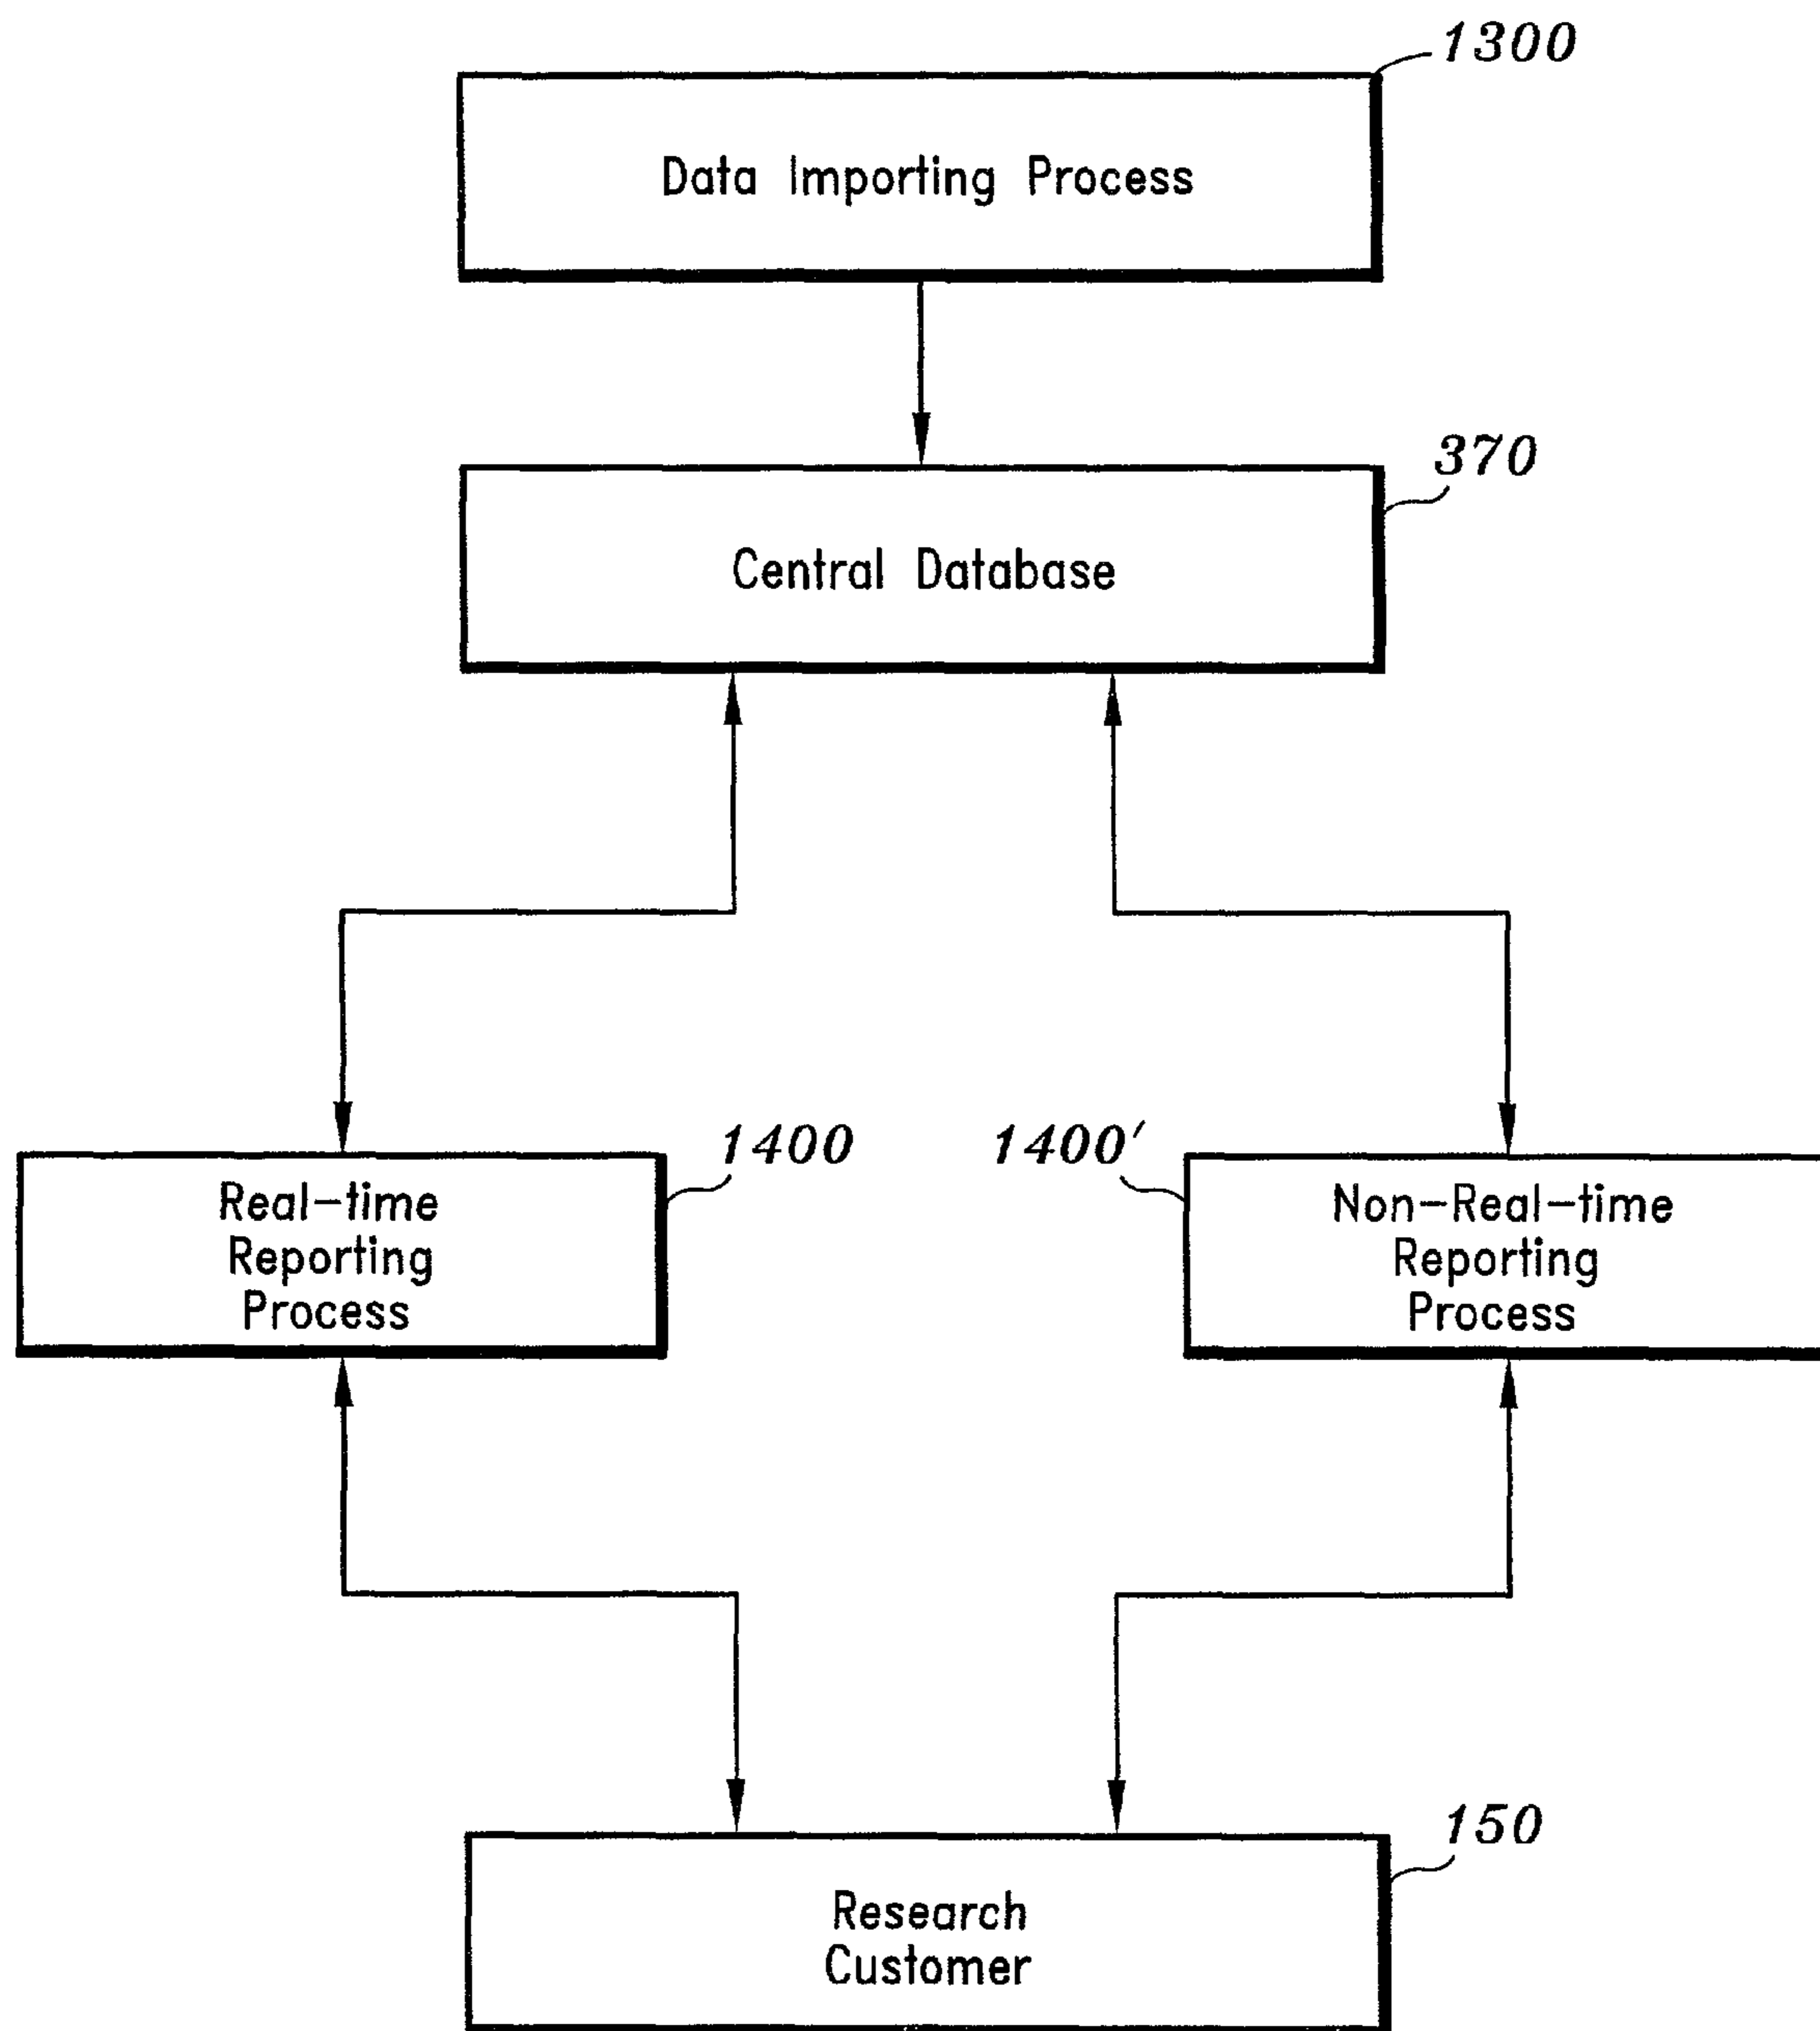 1300
Data Importing Process
370
Central Database
1400
1400'
Real-time
Reporting
Process
Non-Real-time
Reporting
Process
150
Research
Customer